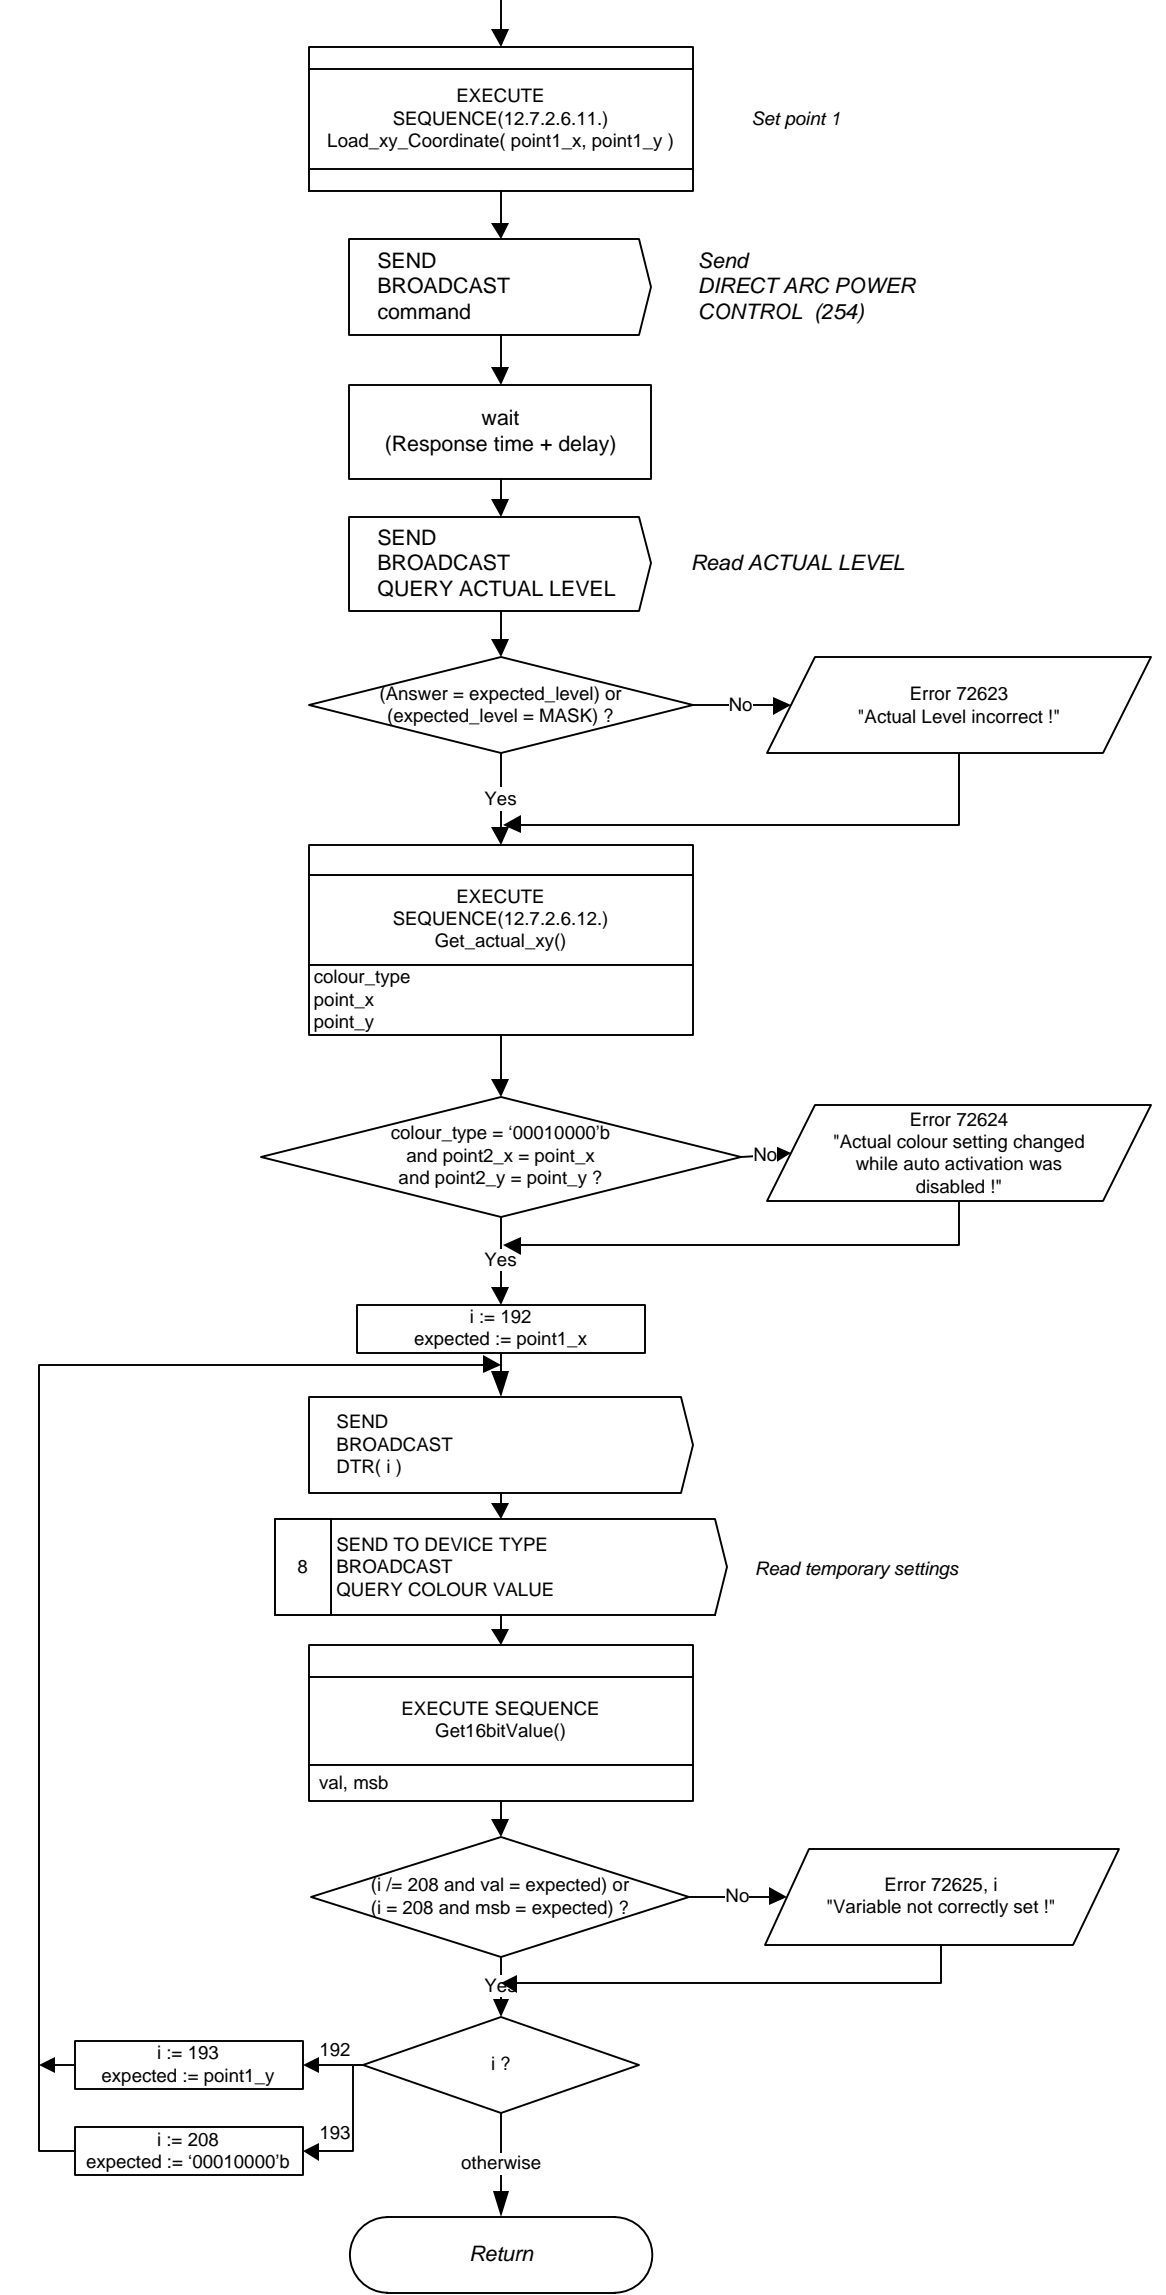 EXECUTE
SEQUENCE(12.7.2.6.11.)
Load_xy_Coordinate( point1_x, point1_y )
Set point 1
SEND
BROADCAST
command
Send
DIRECT ARC POWER
CONTROL (254)
wait
(Response time + delay)
SEND
BROADCAST
QUERY ACTUAL LEVEL
Read ACTUAL LEVEL
(Answer = expected_level) or
(expected_level = MASK) ?
No
Error 72623
"Actual Level incorrect !"
Yes
EXECUTE
SEQUENCE(12.7.2.6.12.)
Get_actual_xy()
colour_type
point_x
point_y
colour_type = ‘00010000’b
and point2_x = point_x
and point2_y = point_y ?
No
Error 72624
"Actual colour setting changed
while auto activation was
disabled !"
Yes
i := 192
expected := point1_x
SEND
BROADCAST
DTR( i )
8
SEND TO DEVICE TYPE
BROADCAST
QUERY COLOUR VALUE
Read temporary settings
EXECUTE SEQUENCE
Get16bitValue()
val, msb
(i /= 208 and val = expected) or
(i = 208 and msb = expected) ?
No
Error 72625, i
"Variable not correctly set !"
Yes
i ?
192
i := 193
expected := point1_y
193
i := 208
expected := ‘00010000’b
otherwise
Return